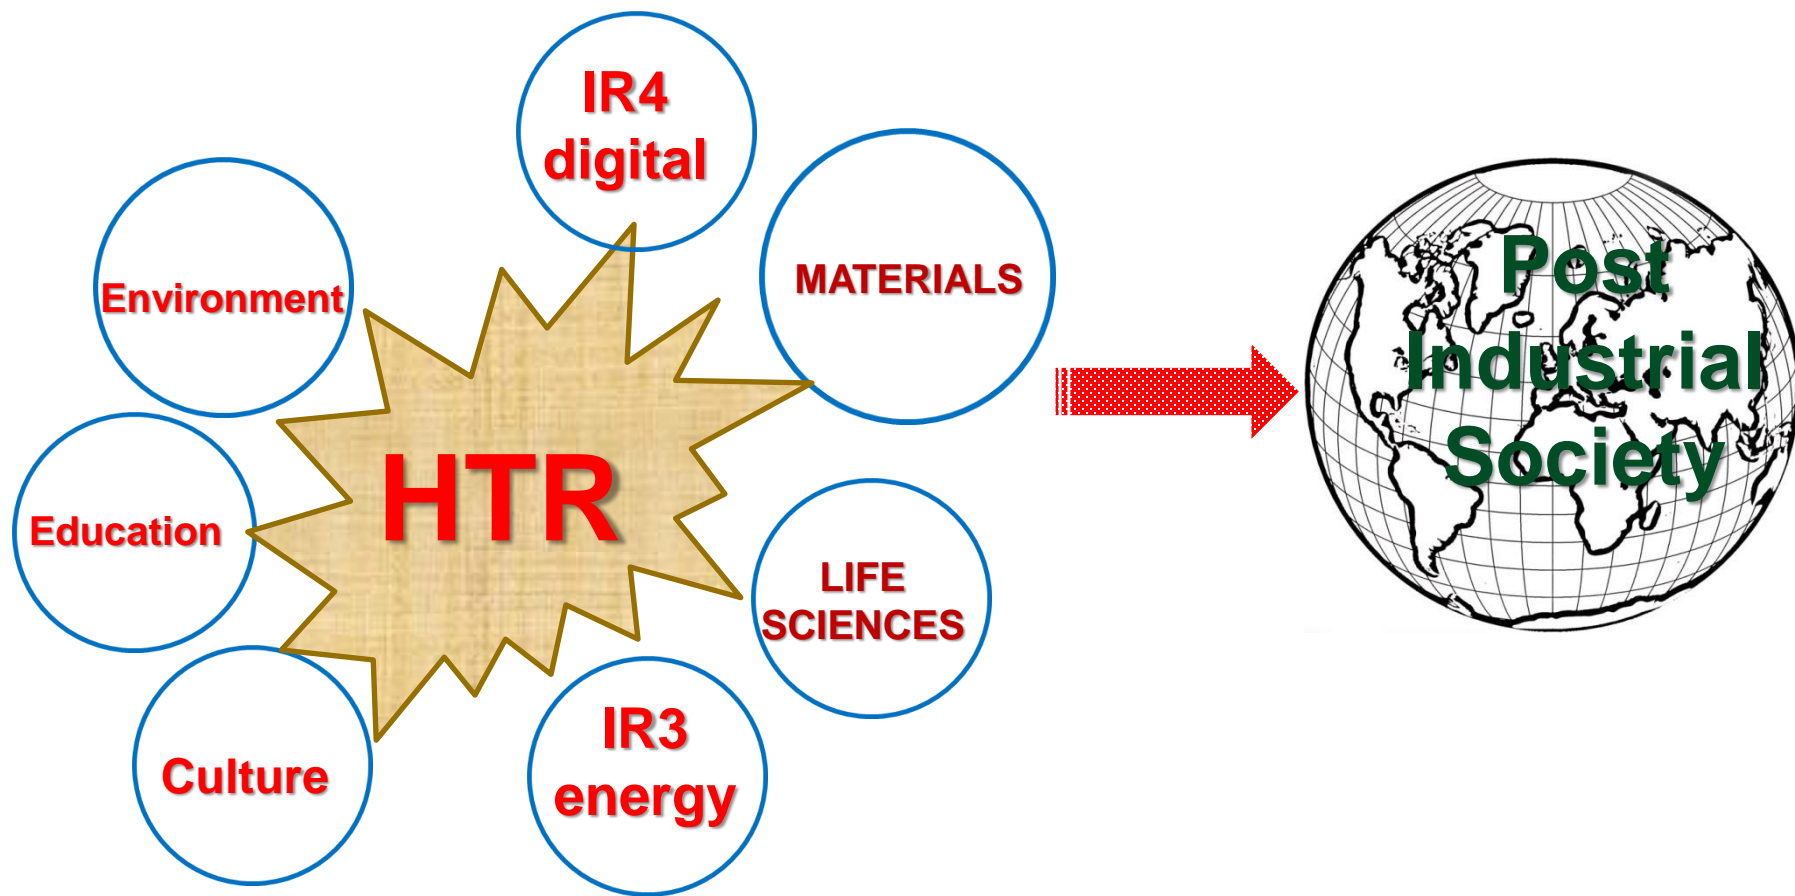 IR4
digital
MATERIALS
Environment
HTR
Education
LIFE
SCIENCES
Culture
IR3
energy
Post
Industrial
Society